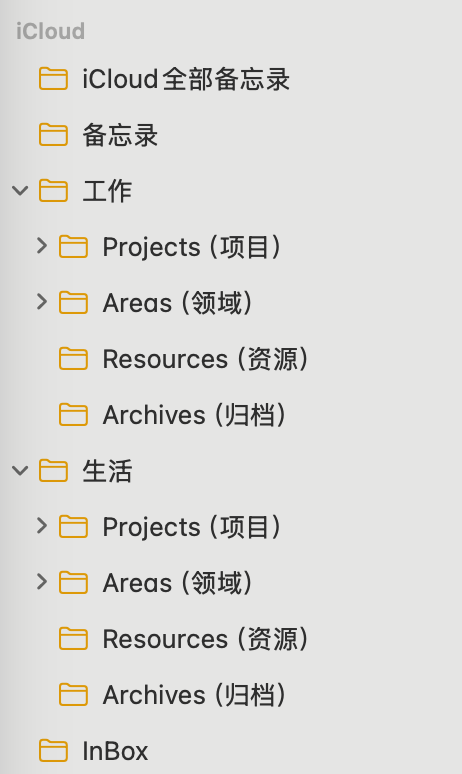 iCloud
iCloud全部备忘录
备忘录
工作
Projects (项目)
Areas (领域)
Resources (资源)
Archives (归档)
生活
Projects (项目)
Areas (领域)
Resources (资源)
Archives (归档)
InBox